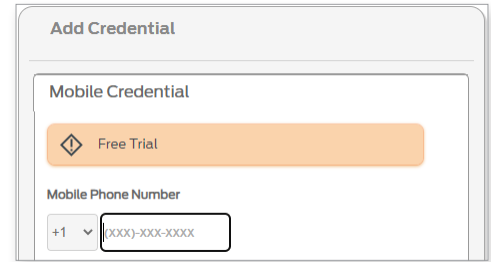 Add Credential
Mobile Credential
Free Trial
Mobile Phone Number
+1 (xxx)-xxx-xxxx